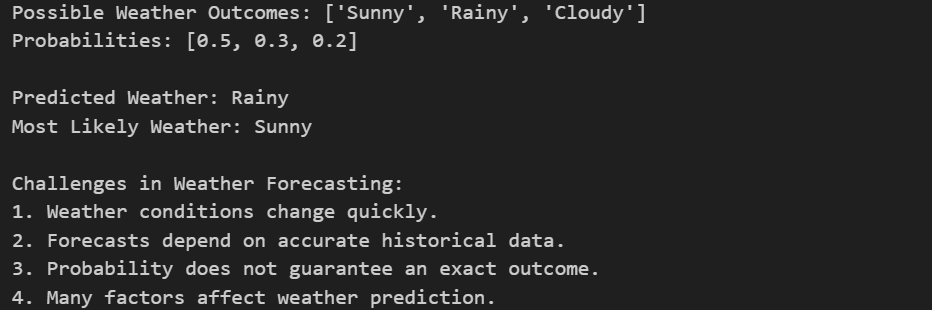 Possible Weather Outcomes: ['Sunny', 'Rainy', 'Cloudy']
Probabilities: [0.5, 0.3, 0.2]
Predicted Weather: Rainy
Most Likely Weather: Sunny
Challenges in Weather Forecasting:
1. Weather conditions change quickly.
2. Forecasts depend on accurate historical data.
3. Probability does not guarantee an exact outcome.
4. Many factors affect weather prediction.